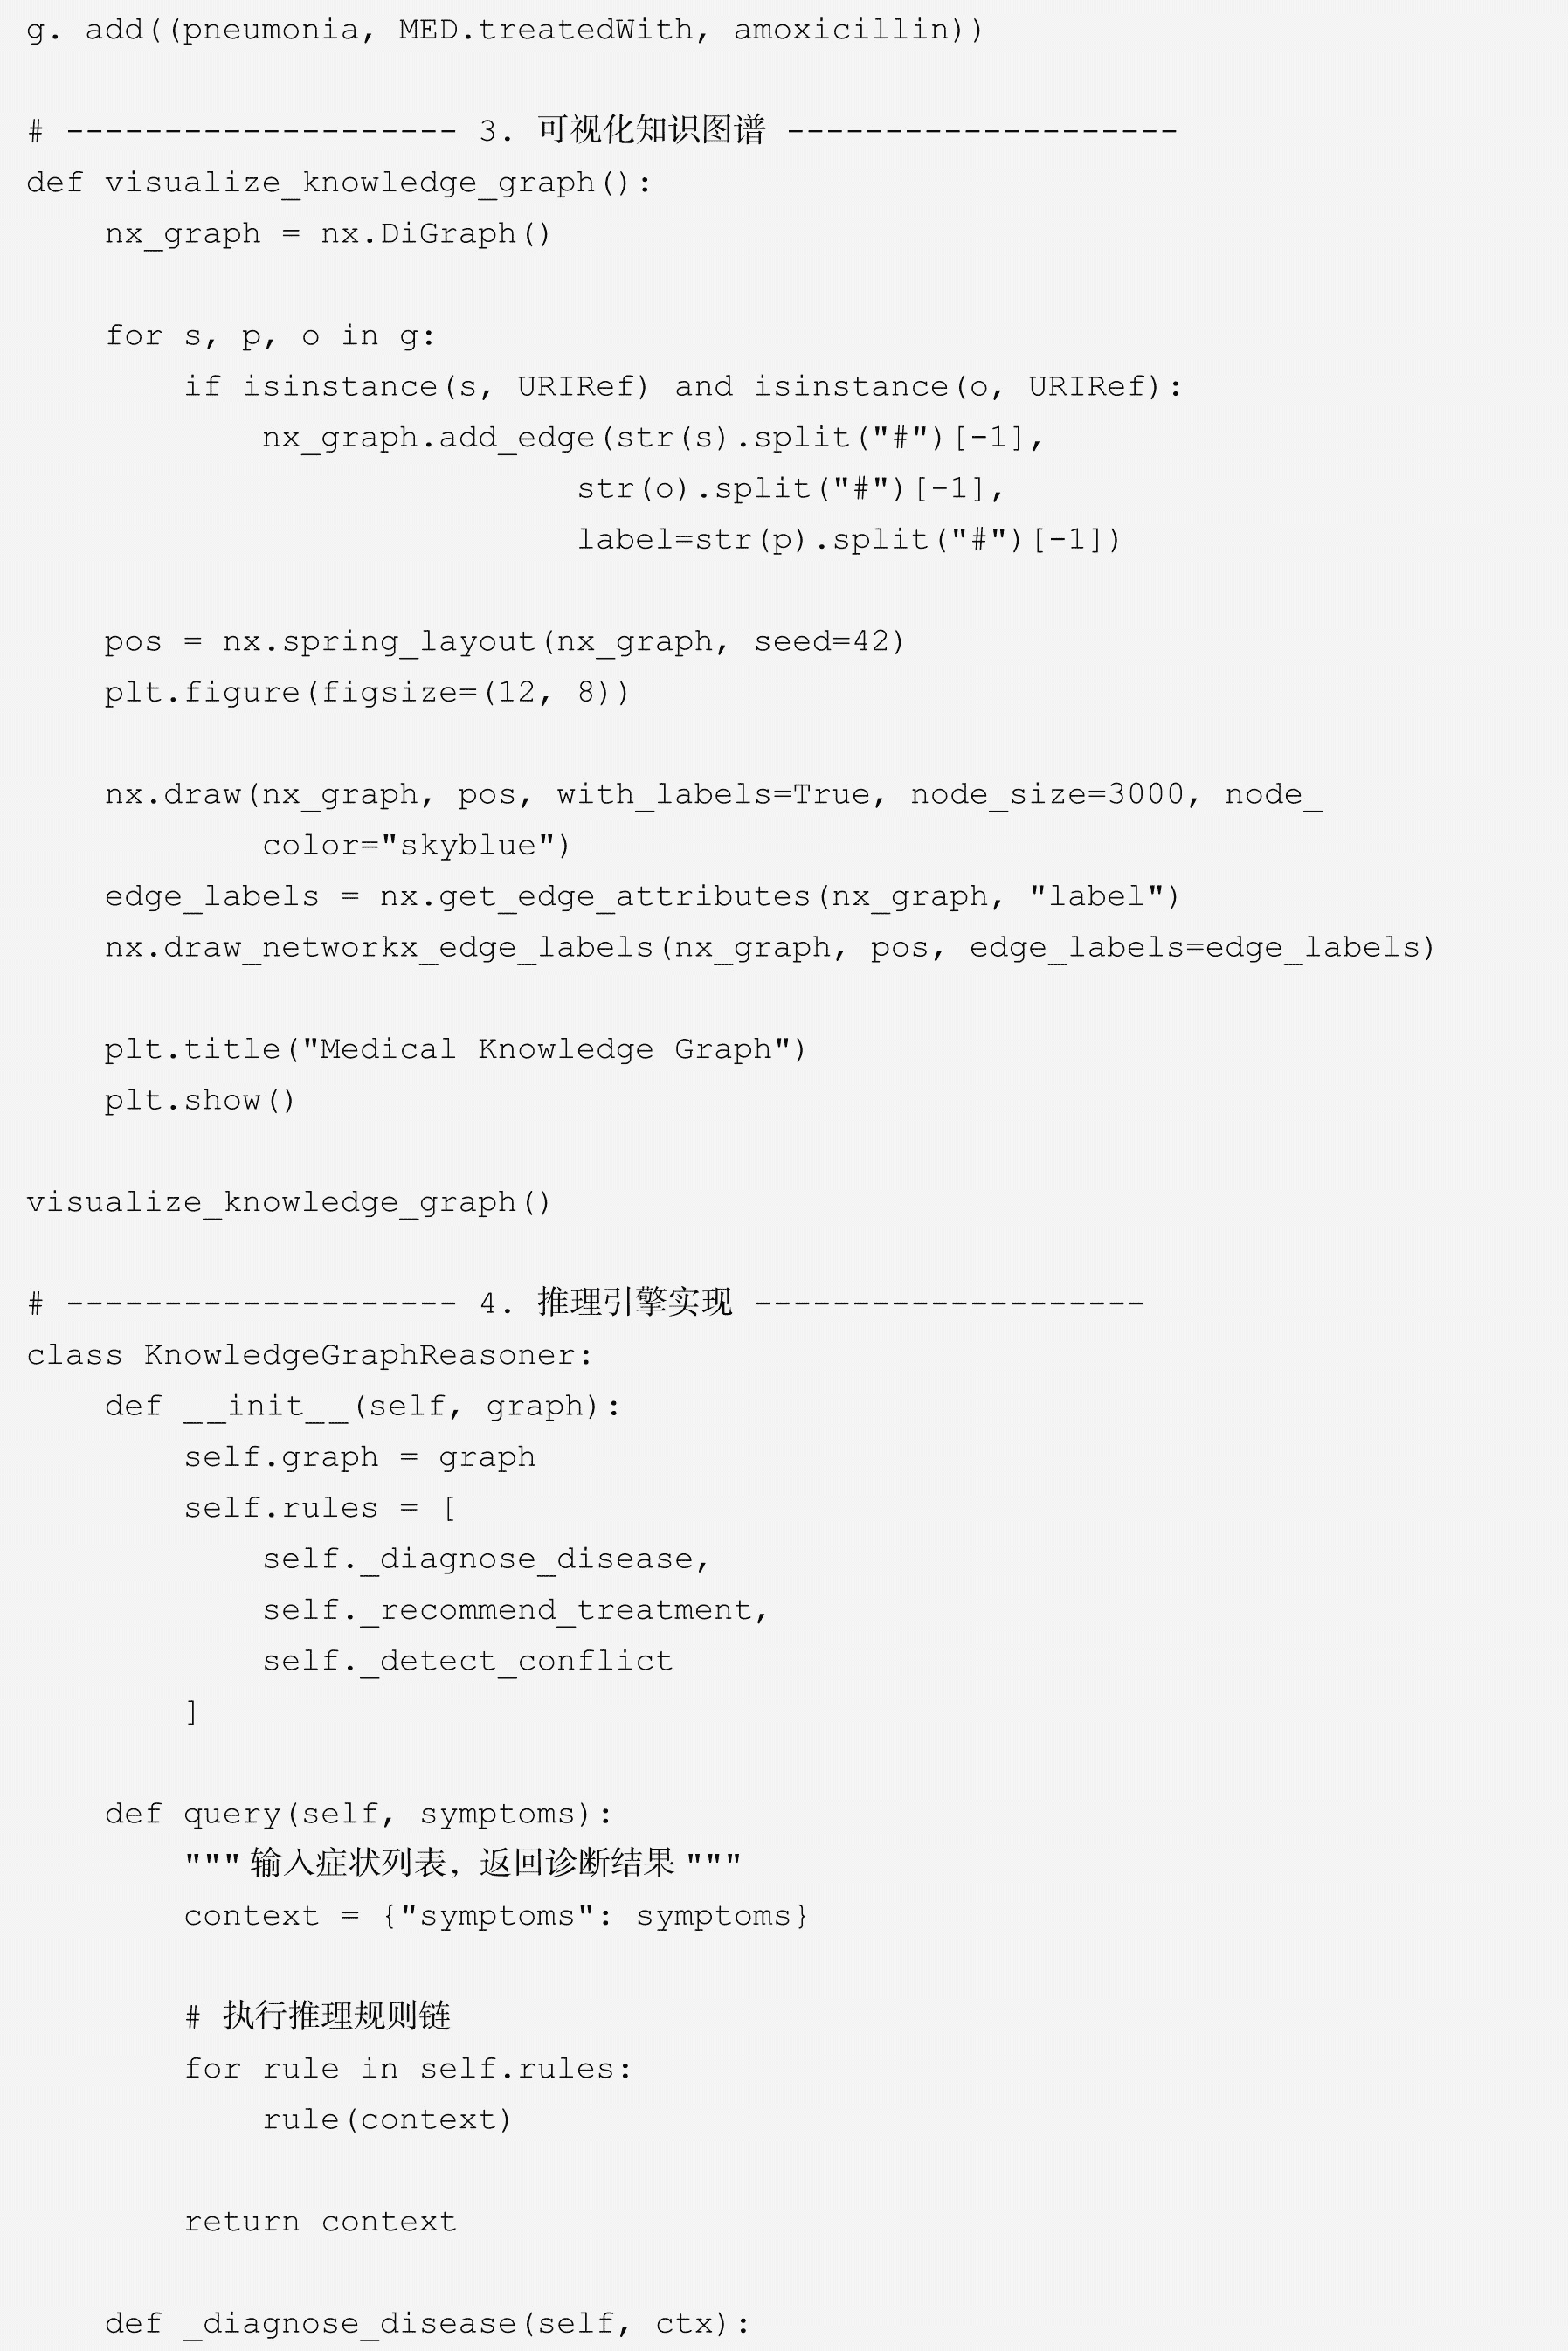 g. add((pneumonia, MED.treatedWith, amoxicillin))
# -------------------- 3. 可视化知识图谱 --------------------
def visualize_knowledge_graph():
    nx_graph = nx.DiGraph()
    for s, p, o in g:
        if isinstance(s, URIRef) and isinstance(o, URIRef):
            nx_graph.add_edge(str(s).split("#")[-1],
                            str(o).split("#")[-1],
                            label=str(p).split("#")[-1])
    pos = nx.spring_layout(nx_graph, seed=42)
    plt.figure(figsize=(12, 8))
    nx.draw(nx_graph, pos, with_labels=True, node_size=3000, node_
            color="skyblue")
    edge_labels = nx.get_edge_attributes(nx_graph, "label")
    nx.draw_networkx_edge_labels(nx_graph, pos, edge_labels=edge_labels)
    plt.title("Medical Knowledge Graph")
    plt.show()
visualize_knowledge_graph()
# -------------------- 4. 推理引擎实现 --------------------
class KnowledgeGraphReasoner:
    def __init__(self, graph):
        self.graph = graph
        self.rules = [
            self._diagnose_disease,
            self._recommend_treatment,
            self._detect_conflict
        ]
    def query(self, symptoms):
        """输入症状列表，返回诊断结果"""
        context = {"symptoms": symptoms}
        # 执行推理规则链
        for rule in self.rules:
            rule(context)
        return context
    def _diagnose_disease(self, ctx):